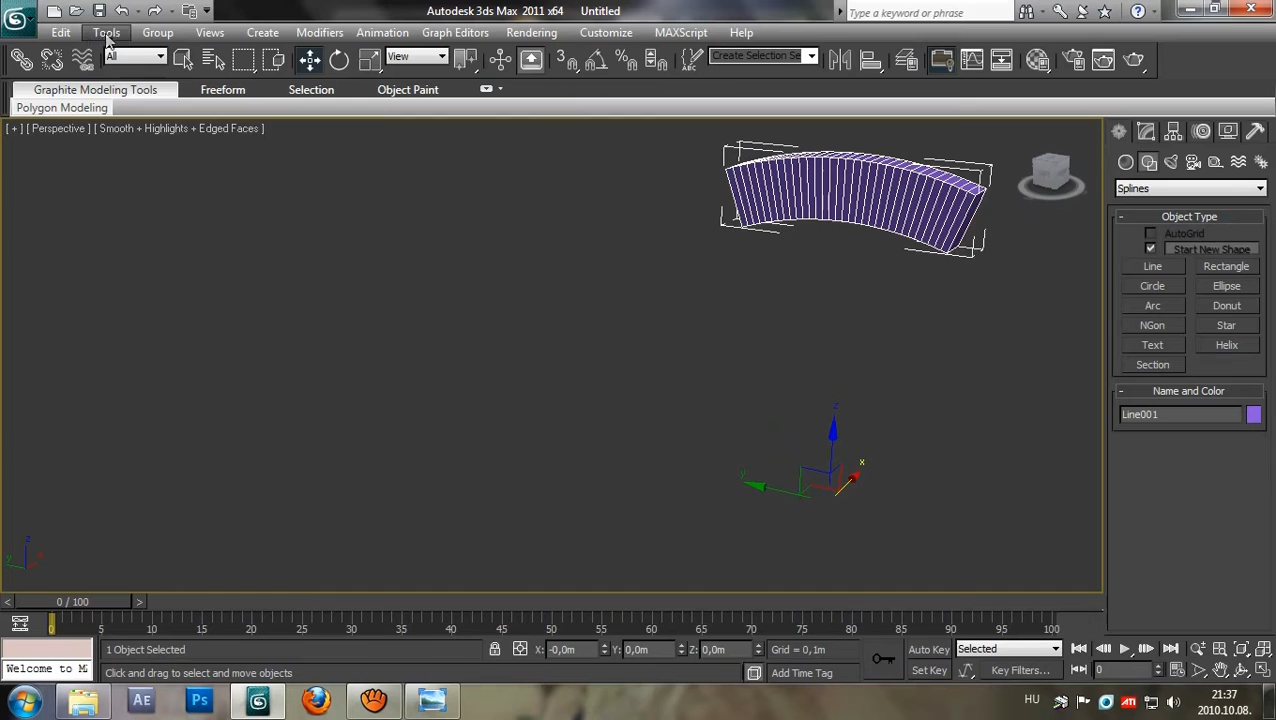 Autodesk 3ds Max 2011 x64 Untitled
Type a keyword or phrase
Edit Tools Group Views Create Modifiers Animation Graph Editors Rendering Customize MAXScript Help
All View Create Selection Se
Graphite Modeling Tools Freeform Selection Object Paint
Polygon Modeling
[ + ] [ Perspective ] [ Smooth + Highlights + Edged Faces ]
Splines
- Object Type
AutoGrid
Start New Shape
Line Rectangle
Circle Ellipse
Arc Donut
NGon Star
Text Helix
Section
- Name and Color
Line001
z
x
y
z
y x
< 0 / 100 >
0 5 10 15 20 25 30 35 40 45 50 55 60 65 70 75 80 85 90 95 100
1 Object Selected X: -0,0m Y: 0,0m Z: 0,0m Grid = 0,1m Auto Key Selected
Welcome to M Click and drag to select and move objects Add Time Tag Set Key Key Filters... 0
Ae Ps HU ATI 21:37
2010.10.08.